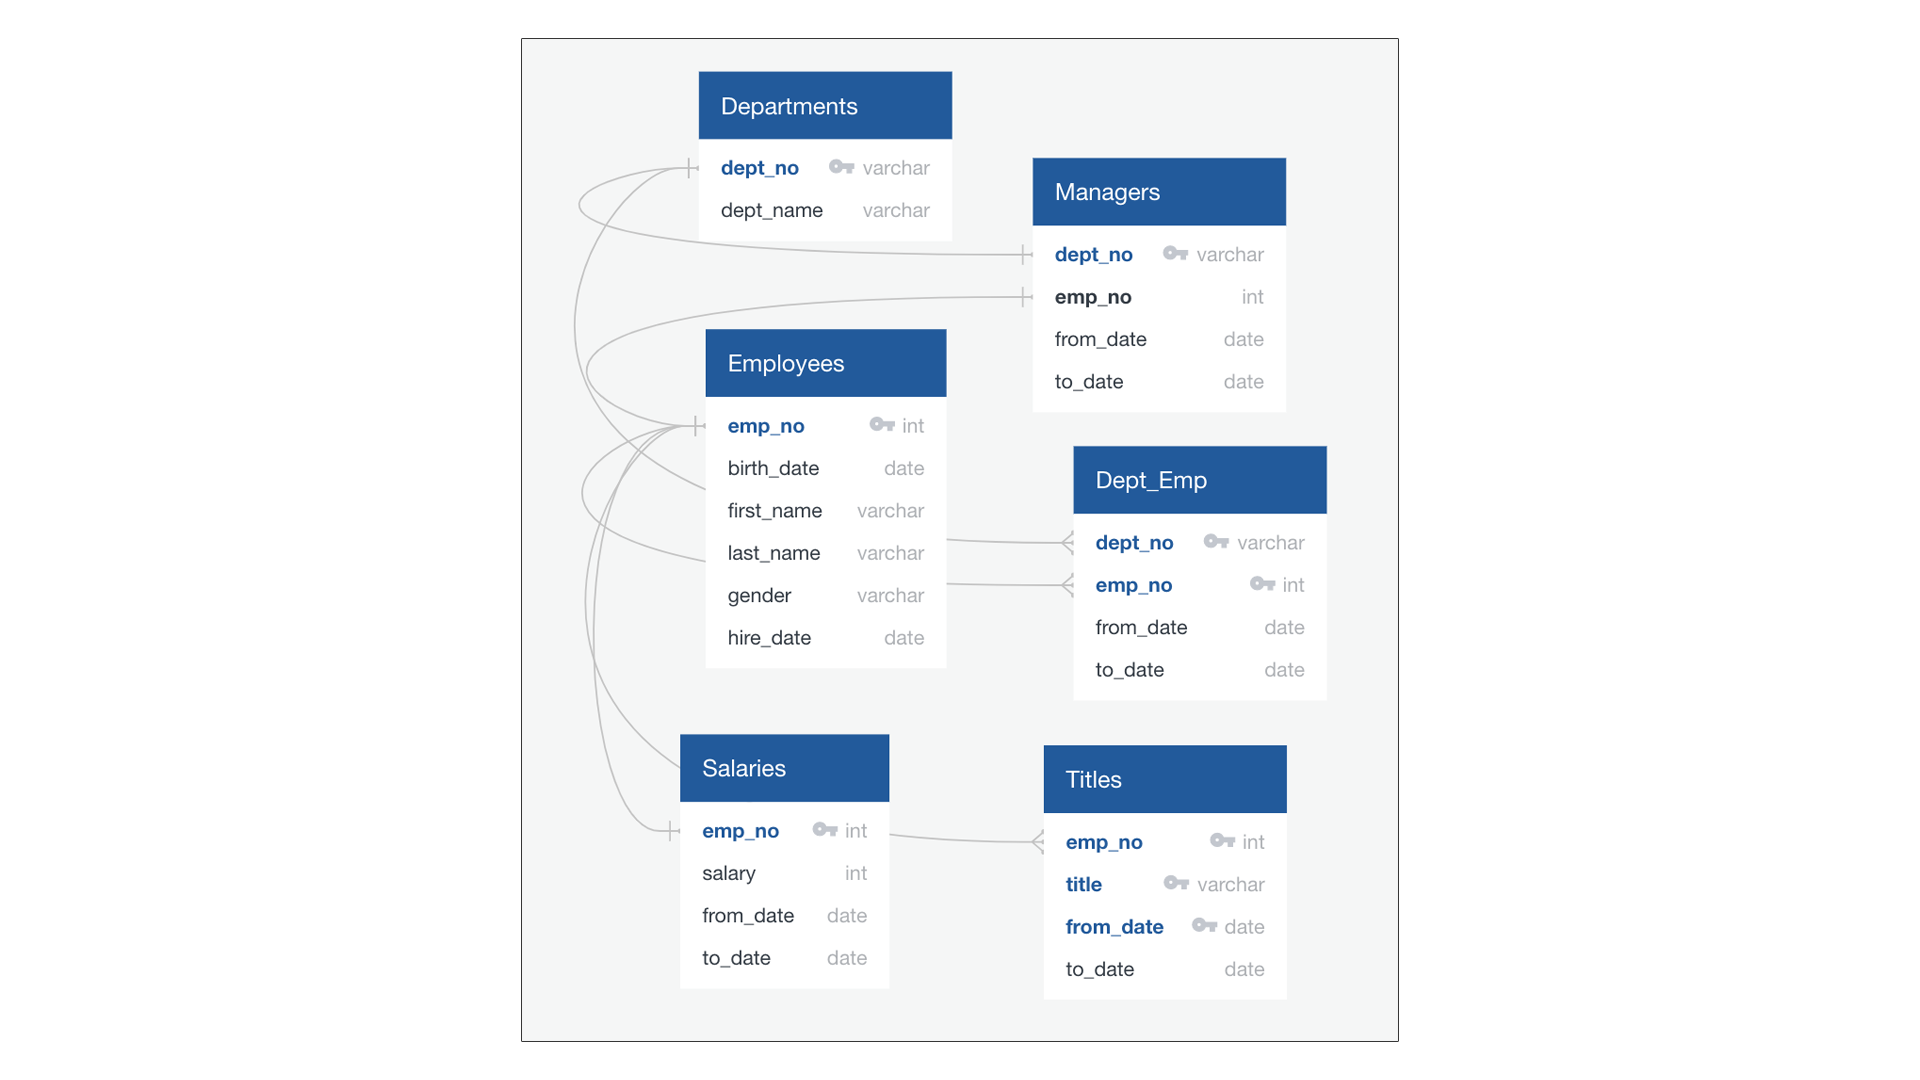 Departments
dept_no varchar
dept_name varchar
Managers
dept_no varchar
emp_no int
from_date date
to_date date
Employees
emp_no int
birth_date date
first_name varchar
last_name varchar
gender varchar
hire_date date
Dept_Emp
dept_no varchar
emp_no int
from_date date
to_date date
Salaries
emp_no int
salary int
from_date date
to_date date
Titles
emp_no int
title varchar
from_date date
to_date date